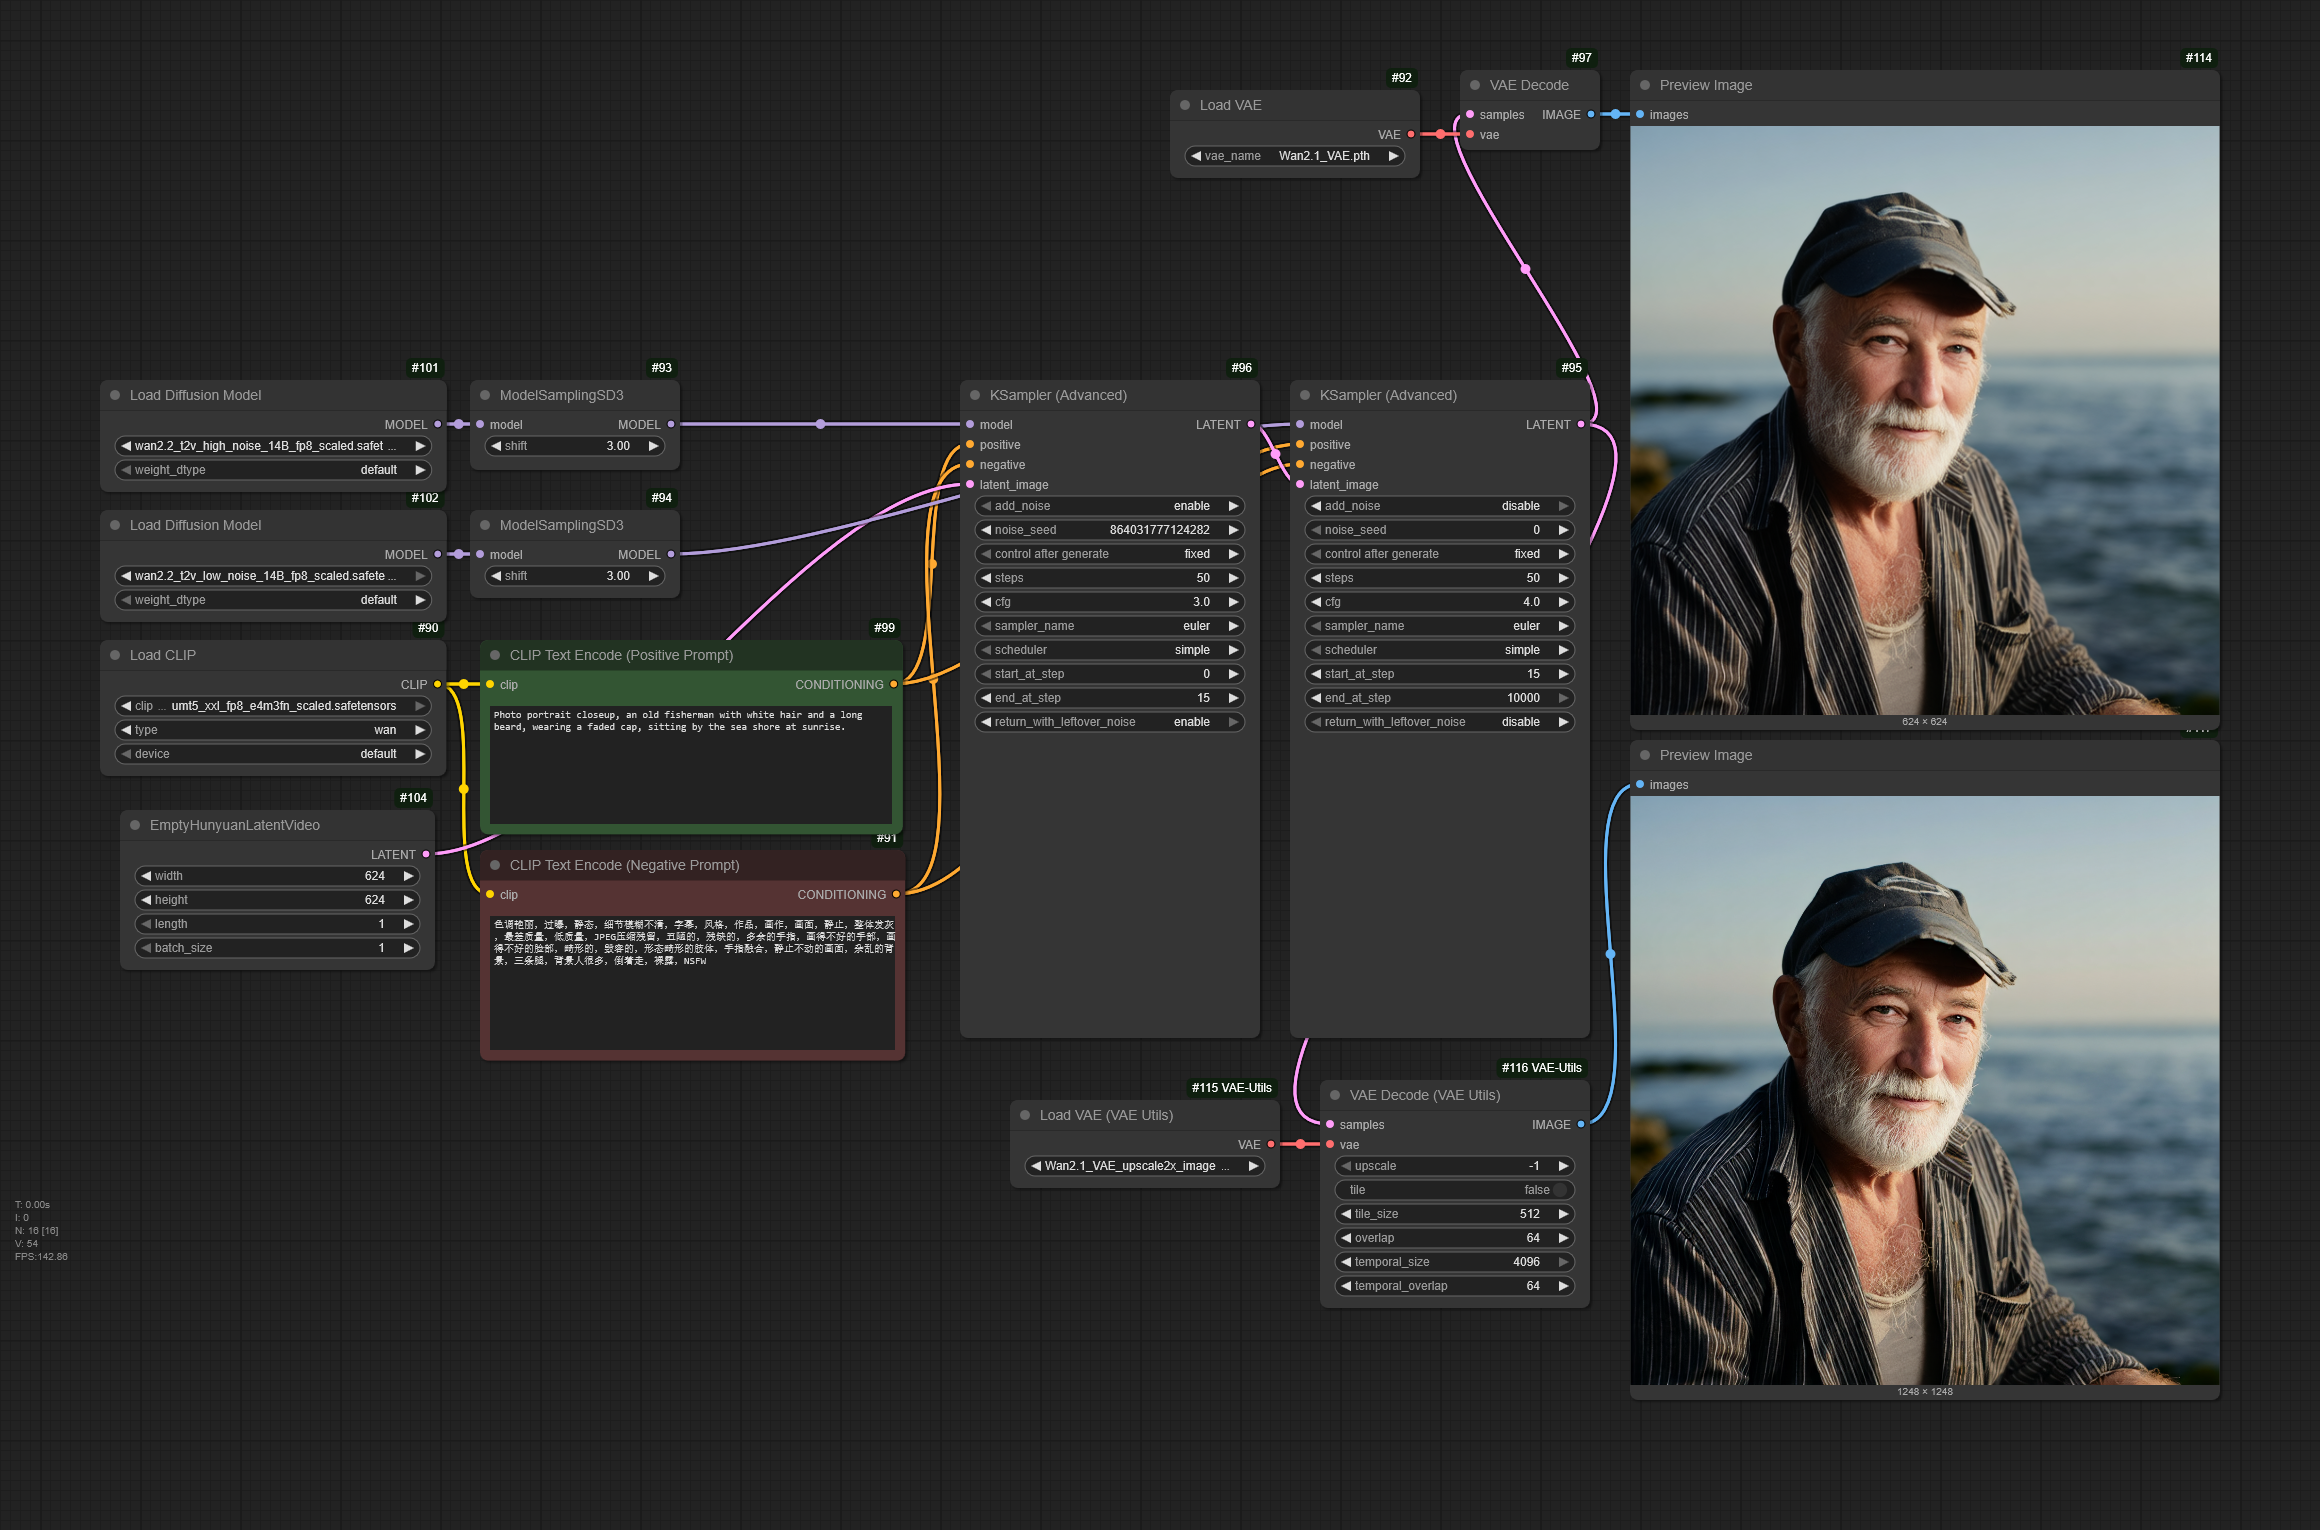 #92
Load VAE
VAE
vae_name Wan2.1_VAE.pth
#97
VAE Decode
samples IMAGE
vae
#114
Preview Image
images
624 × 624
#101
Load Diffusion Model
MODEL
wan2.2_t2v_high_noise_14B_fp8_scaled.safet ...
weight_dtype default
#93
ModelSamplingSD3
model MODEL
shift 3.00
#102
Load Diffusion Model
MODEL
wan2.2_t2v_low_noise_14B_fp8_scaled.safete ...
weight_dtype default
#94
ModelSamplingSD3
model MODEL
shift 3.00
#90
Load CLIP
CLIP
clip ... umt5_xxl_fp8_e4m3fn_scaled.safetensors
type wan
device default
#99
CLIP Text Encode (Positive Prompt)
clip CONDITIONING
Photo portrait closeup, an old fisherman with white hair and a long
beard, wearing a faded cap, sitting by the sea shore at sunrise.
#104
EmptyHunyuanLatentVideo
LATENT
width 624
height 624
length 1
batch_size 1
#91
CLIP Text Encode (Negative Prompt)
clip CONDITIONING
色调艳丽，过曝，静态，细节模糊不清，字幕，风格，作品，画作，画面，静止，整体发灰
，最差质量，低质量，JPEG压缩残留，丑陋的，残缺的，多余的手指，画得不好的手部，画
得不好的脸部，畸形的，毁容的，形态畸形的肢体，手指融合，静止不动的画面，杂乱的背
景，三条腿，背景人很多，倒着走，裸露，NSFW
#96
KSampler (Advanced)
model LATENT
positive
negative
latent_image
add_noise enable
noise_seed 864031777124282
control after generate fixed
steps 50
cfg 3.0
sampler_name euler
scheduler simple
start_at_step 0
end_at_step 15
return_with_leftover_noise enable
#95
KSampler (Advanced)
model LATENT
positive
negative
latent_image
add_noise disable
noise_seed 0
control after generate fixed
steps 50
cfg 4.0
sampler_name euler
scheduler simple
start_at_step 15
end_at_step 10000
return_with_leftover_noise disable
Preview Image
images
1248 × 1248
#115 VAE-Utils
Load VAE (VAE Utils)
VAE
Wan2.1_VAE_upscale2x_image ...
#116 VAE-Utils
VAE Decode (VAE Utils)
samples IMAGE
vae
upscale -1
tile false
tile_size 512
overlap 64
temporal_size 4096
temporal_overlap 64
T: 0.00s
I: 0
N: 16 [16]
V: 54
FPS:142.86